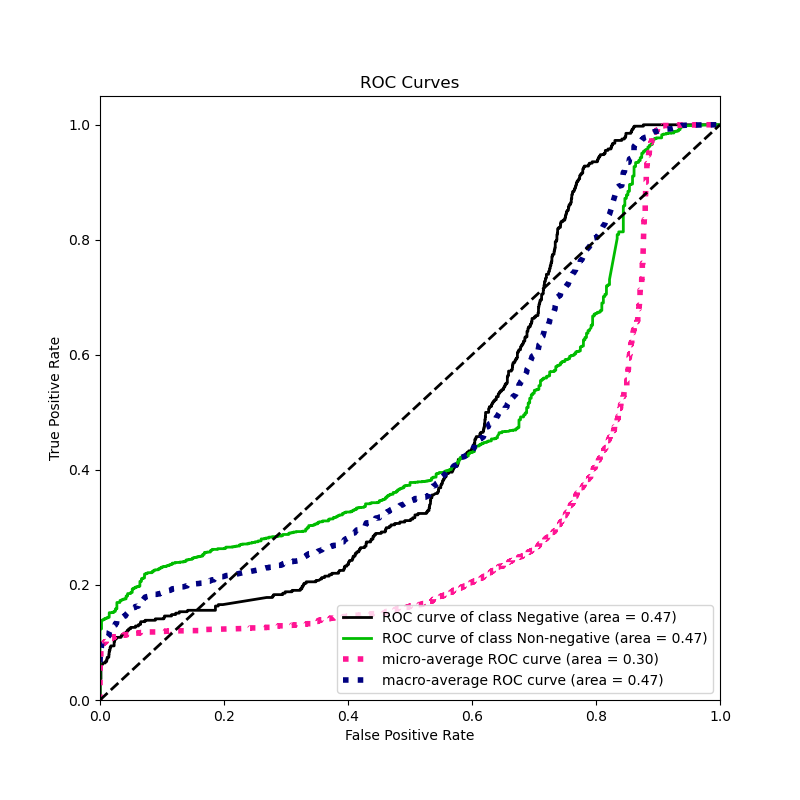 ROC Curves
True Positive Rate
1.0
0.8
0.6
0.4
0.2
0.0
ROC curve of class Negative (area = 0.47)
ROC curve of class Non-negative (area = 0.47)
micro-average ROC curve (area = 0.30)
macro-average ROC curve (area = 0.47)
0.0 0.2 0.4 0.6 0.8 1.0
False Positive Rate